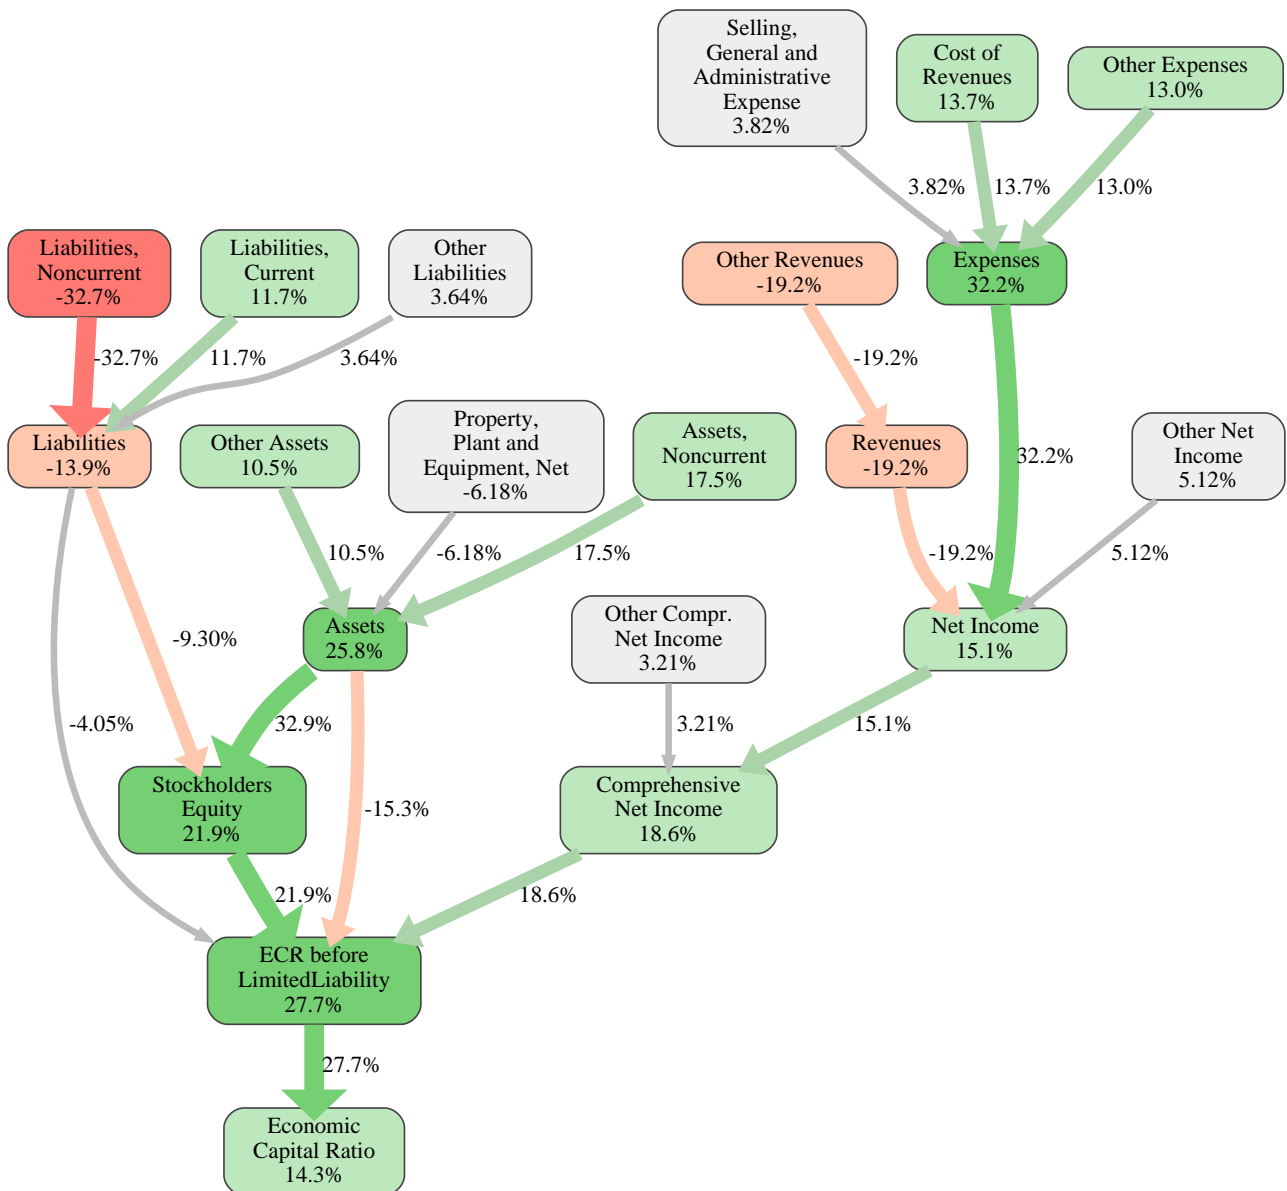 Selling,
General and
Administrative
Expense
3.82%
Cost of
Revenues
13.7%
Other Expenses
13.0%
3.82%
13.7%
13.0%
Liabilities,
Noncurrent
-32.7%
Liabilities,
Current
11.7%
Other
Liabilities
3.64%
Other Revenues
-19.2%
Expenses
32.2%
-32.7%
11.7%
3.64%
-19.2%
32.2%
Liabilities
-13.9%
Other Assets
10.5%
Property,
Plant and
Equipment, Net
-6.18%
Assets,
Noncurrent
17.5%
Revenues
-19.2%
Other Net
Income
5.12%
10.5%
-6.18%
17.5%
-19.2%
5.12%
-9.30%
Assets
25.8%
Other Compr.
Net Income
3.21%
Net Income
15.1%
-4.05%
32.9%
-15.3%
3.21%
15.1%
Stockholders
Equity
21.9%
Comprehensive
Net Income
18.6%
21.9%
18.6%
ECR before
LimitedLiability
27.7%
27.7%
Economic
Capital Ratio
14.3%